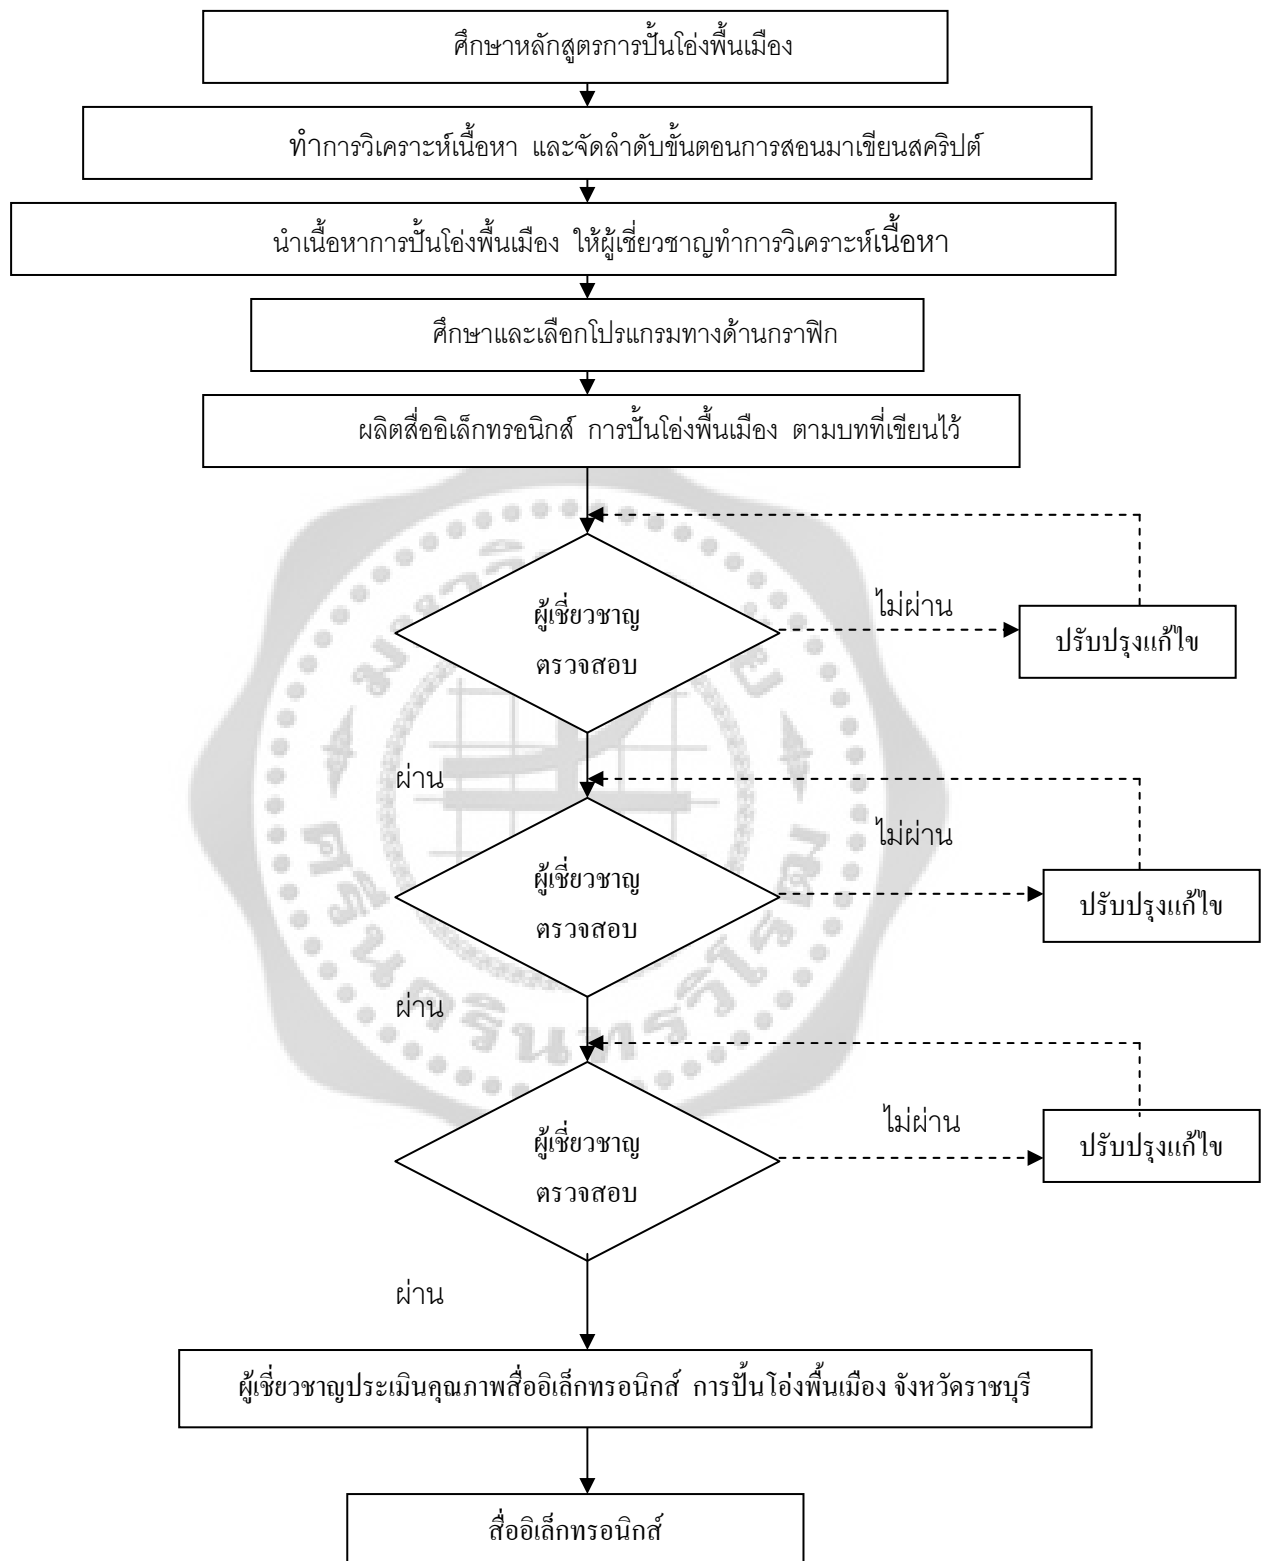 ศึกษาหลักสูตรการปั้นโอ่งพื้นเมือง
ทำการวิเคราะห์เนื้อหา และจัดลำดับขั้นตอนการสอนมาเขียนสคริปต์
นำเนื้อหาการปั้นโอ่งพื้นเมือง ให้ผู้เชี่ยวชาญทำการวิเคราะห์เนื้อหา
ศึกษาและเลือกโปรแกรมทางด้านกราฟิก
ผลิตสื่ออิเล็กทรอนิกส์ การปั้นโอ่งพื้นเมือง ตามบทที่เขียนไว้
ผู้เชี่ยวชาญ
ตรวจสอบ
ไม่ผ่าน
ปรับปรุงแก้ไข
ผ่าน
ผู้เชี่ยวชาญ
ตรวจสอบ
ไม่ผ่าน
ปรับปรุงแก้ไข
ผ่าน
ผู้เชี่ยวชาญ
ตรวจสอบ
ไม่ผ่าน
ปรับปรุงแก้ไข
ผ่าน
ผู้เชี่ยวชาญประเมินคุณภาพสื่ออิเล็กทรอนิกส์ การปั้นโอ่งพื้นเมือง จังหวัดราชบุรี
สื่ออิเล็กทรอนิกส์
ศรีนครินทรวิโรฒ